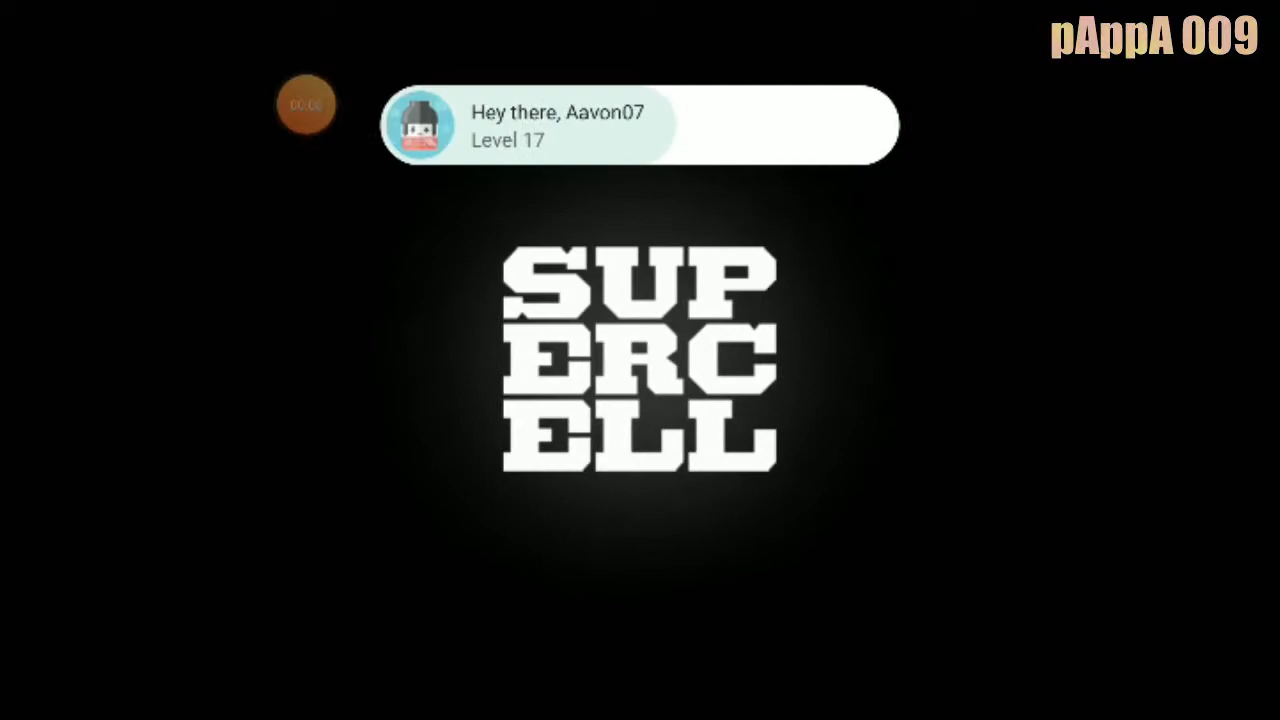 pAppA 009
Hey there, Aavon07
Level 17
SUP
ERC
ELL